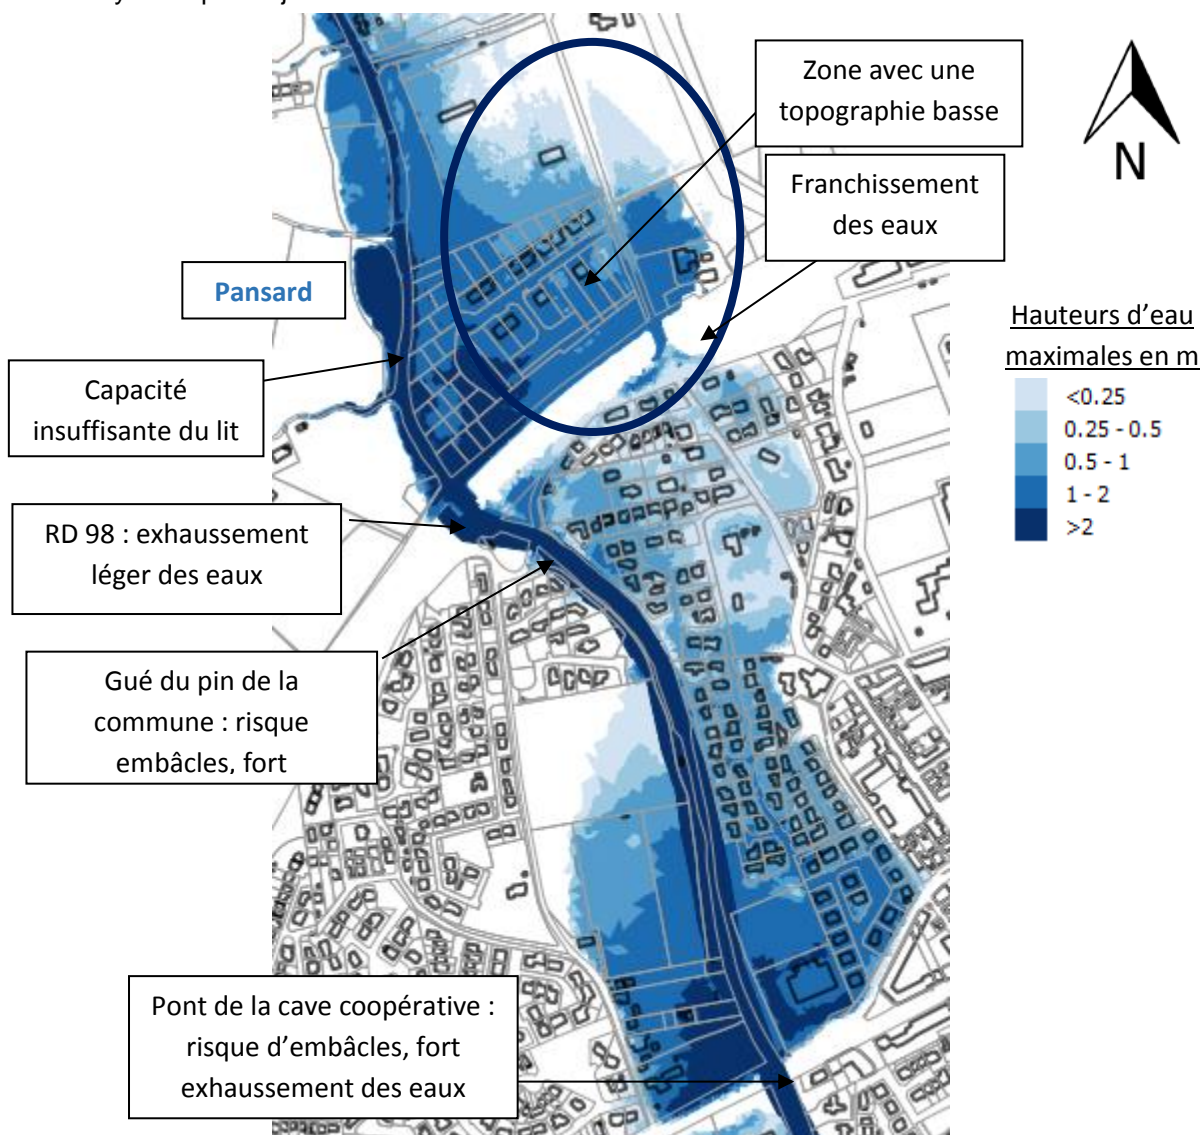 Zone avec une
topographie basse
N
Franchissement
des eaux
Pansard
Hauteurs d'eau
maximales en m
<0.25
0.25 - 0.5
0.5 - 1
1 - 2
>2
Capacité
insuffisante du lit
RD 98 : exhaussement
léger des eaux
Gué du pin de la
commune : risque
embâcles, fort
Pont de la cave coopérative :
risque d'embâcles, fort
exhaussement des eaux